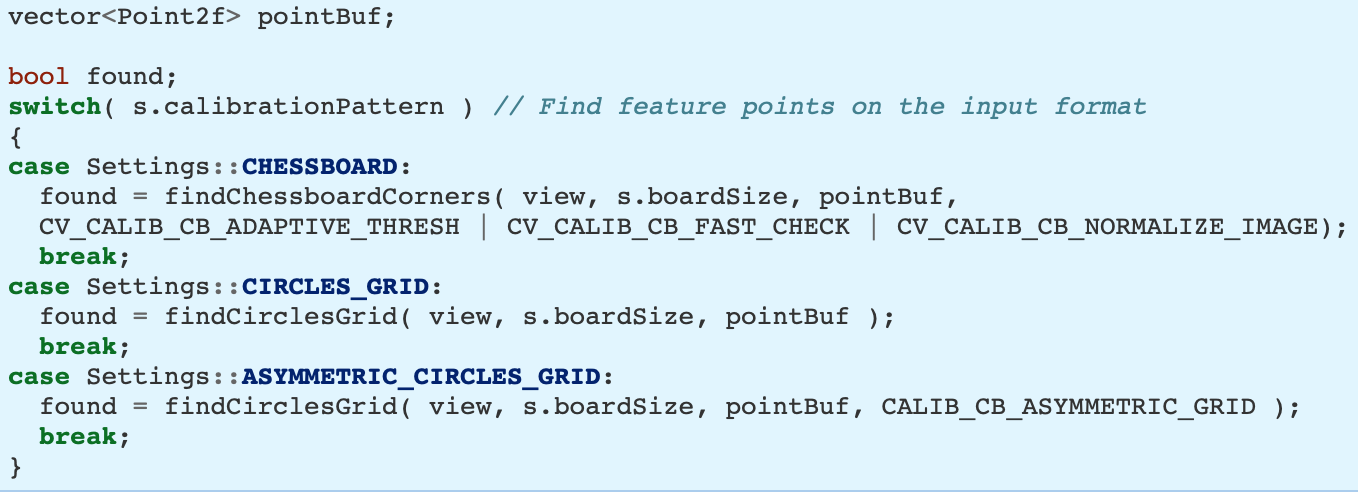 vector<Point2f> pointBuf;

bool found;
switch( s.calibrationPattern ) // Find feature points on the input format
{
case Settings::CHESSBOARD:
  found = findChessboardCorners( view, s.boardSize, pointBuf,
  CV_CALIB_CB_ADAPTIVE_THRESH | CV_CALIB_CB_FAST_CHECK | CV_CALIB_CB_NORMALIZE_IMAGE);
  break;
case Settings::CIRCLES_GRID:
  found = findCirclesGrid( view, s.boardSize, pointBuf );
  break;
case Settings::ASYMMETRIC_CIRCLES_GRID:
  found = findCirclesGrid( view, s.boardSize, pointBuf, CALIB_CB_ASYMMETRIC_GRID );
  break;
}